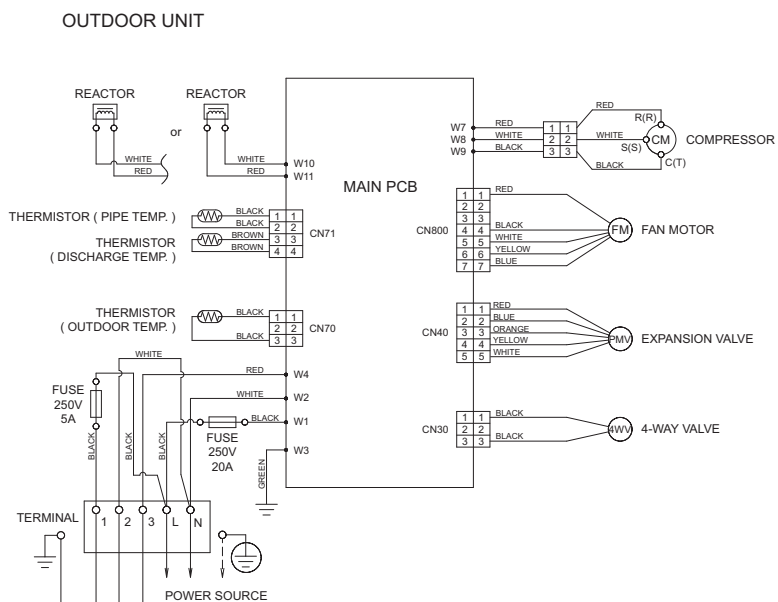 OUTDOOR UNIT
REACTOR
REACTOR
or
WHITE
RED
WHITE
RED
W10
W11
MAIN PCB
W7
W8
W9
RED
WHITE
BLACK
1 1
2 2
3 3
RED
WHITE
BLACK
R(R)
S(S)
C(T)
CM
COMPRESSOR
THERMISTOR ( PIPE TEMP. )
THERMISTOR
( DISCHARGE TEMP. )
BLACK
BLACK
BROWN
BROWN
1 1
2 2
3 3
4 4
CN71
CN800
1 1
2 2
3 3
4 4
5 5
6 6
7 7
RED
BLACK
WHITE
YELLOW
BLUE
FM
FAN MOTOR
THERMISTOR
( OUTDOOR TEMP. )
BLACK
BLACK
1 1
2 2
3 3
CN70
CN40
1 1
2 2
3 3
4 4
5 5
RED
BLUE
ORANGE
YELLOW
WHITE
PMV
EXPANSION VALVE
WHITE
RED
W4
WHITE
W2
BLACK
W1
W3
FUSE
250V
5A
FUSE
250V
20A
BLACK
BLACK
BLACK
GREEN
CN30
1 1
2 2
3 3
BLACK
BLACK
4WV
4-WAY VALVE
TERMINAL
1 2 3 L N
POWER SOURCE